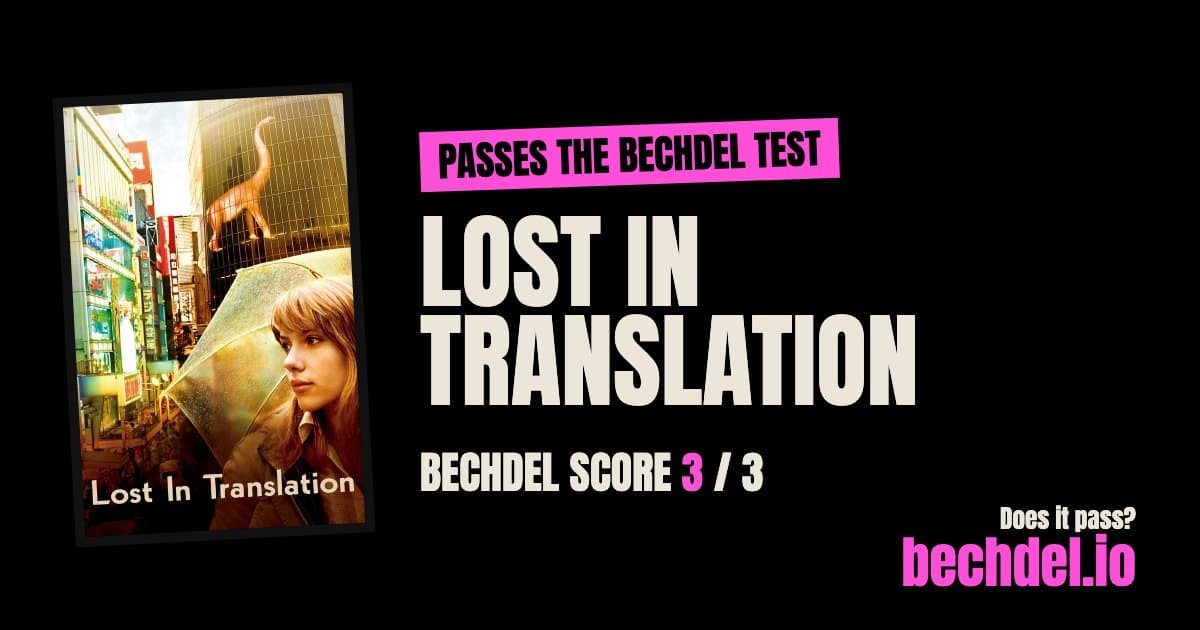 PASSES THE BECHDEL TEST
LOST IN
TRANSLATION
BECHDEL SCORE 3 / 3
Lost In Translation
Does it pass?
bechdel.io